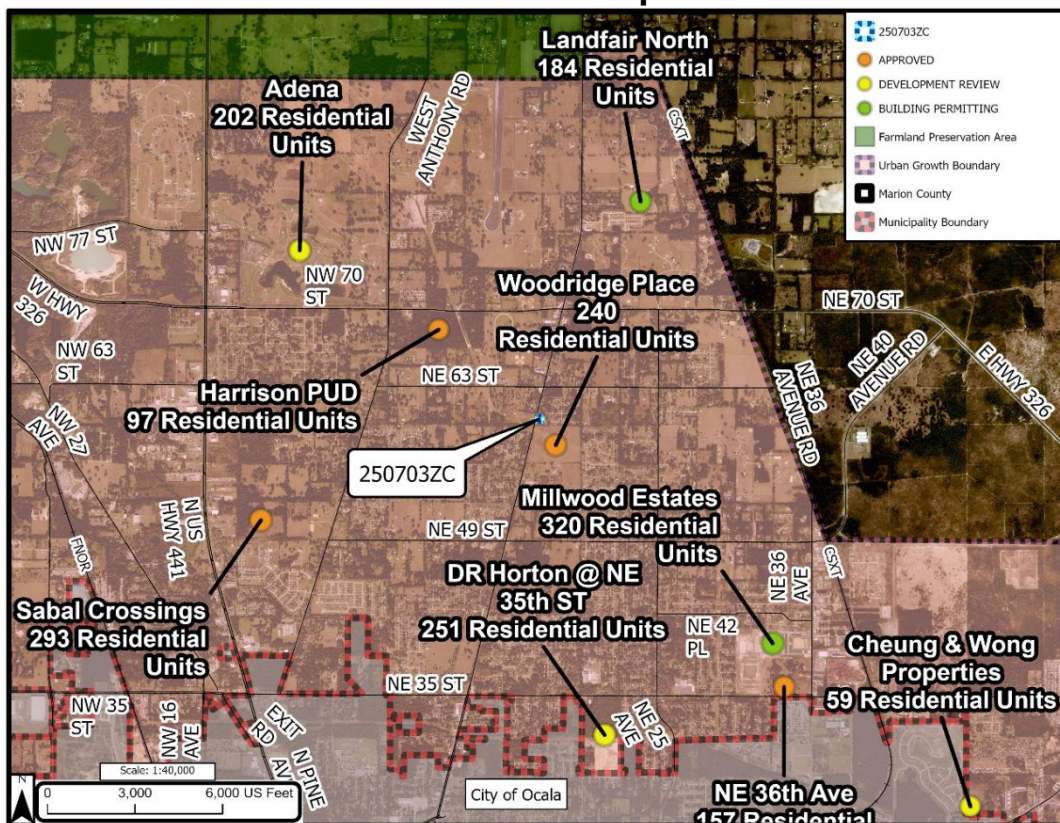 Landfair North
184 Residential
Units
Adena
202 Residential
Units
WEST
ANTHONY RD
CSXT
250703ZC
APPROVED
DEVELOPMENT REVIEW
BUILDING PERMITTING
Farmland Preservation Area
Urban Growth Boundary
Marion County
Municipality Boundary
NW 77 ST
W HWY
326
NW 70
ST
Woodridge Place
240
Residential Units
NE 70 ST
NE 40
AVENUE RD
E HWY 326
NE 36
AVENUE RD
NW 63
ST
NE 63 ST
Harrison PUD
97 Residential Units
NW 27
AVE
250703ZC
N US
HWY 441
NE 49 ST
Millwood Estates
320 Residential
Units
NE 36
AVE
CSXT
FNOR
DR Horton @ NE
35th ST
251 Residential Units
Sabal Crossings
293 Residential
Units
NE 42
PL
Cheung & Wong
Properties
59 Residential Units
NE 35 ST
NW 35
ST
NW 16
AVE
EXIT
RD
N PINE
AV
NE 25
AVE
Scale: 1:40,000
N
0 3,000 6,000 US Feet
City of Ocala
NE 36th Ave
157 Residential